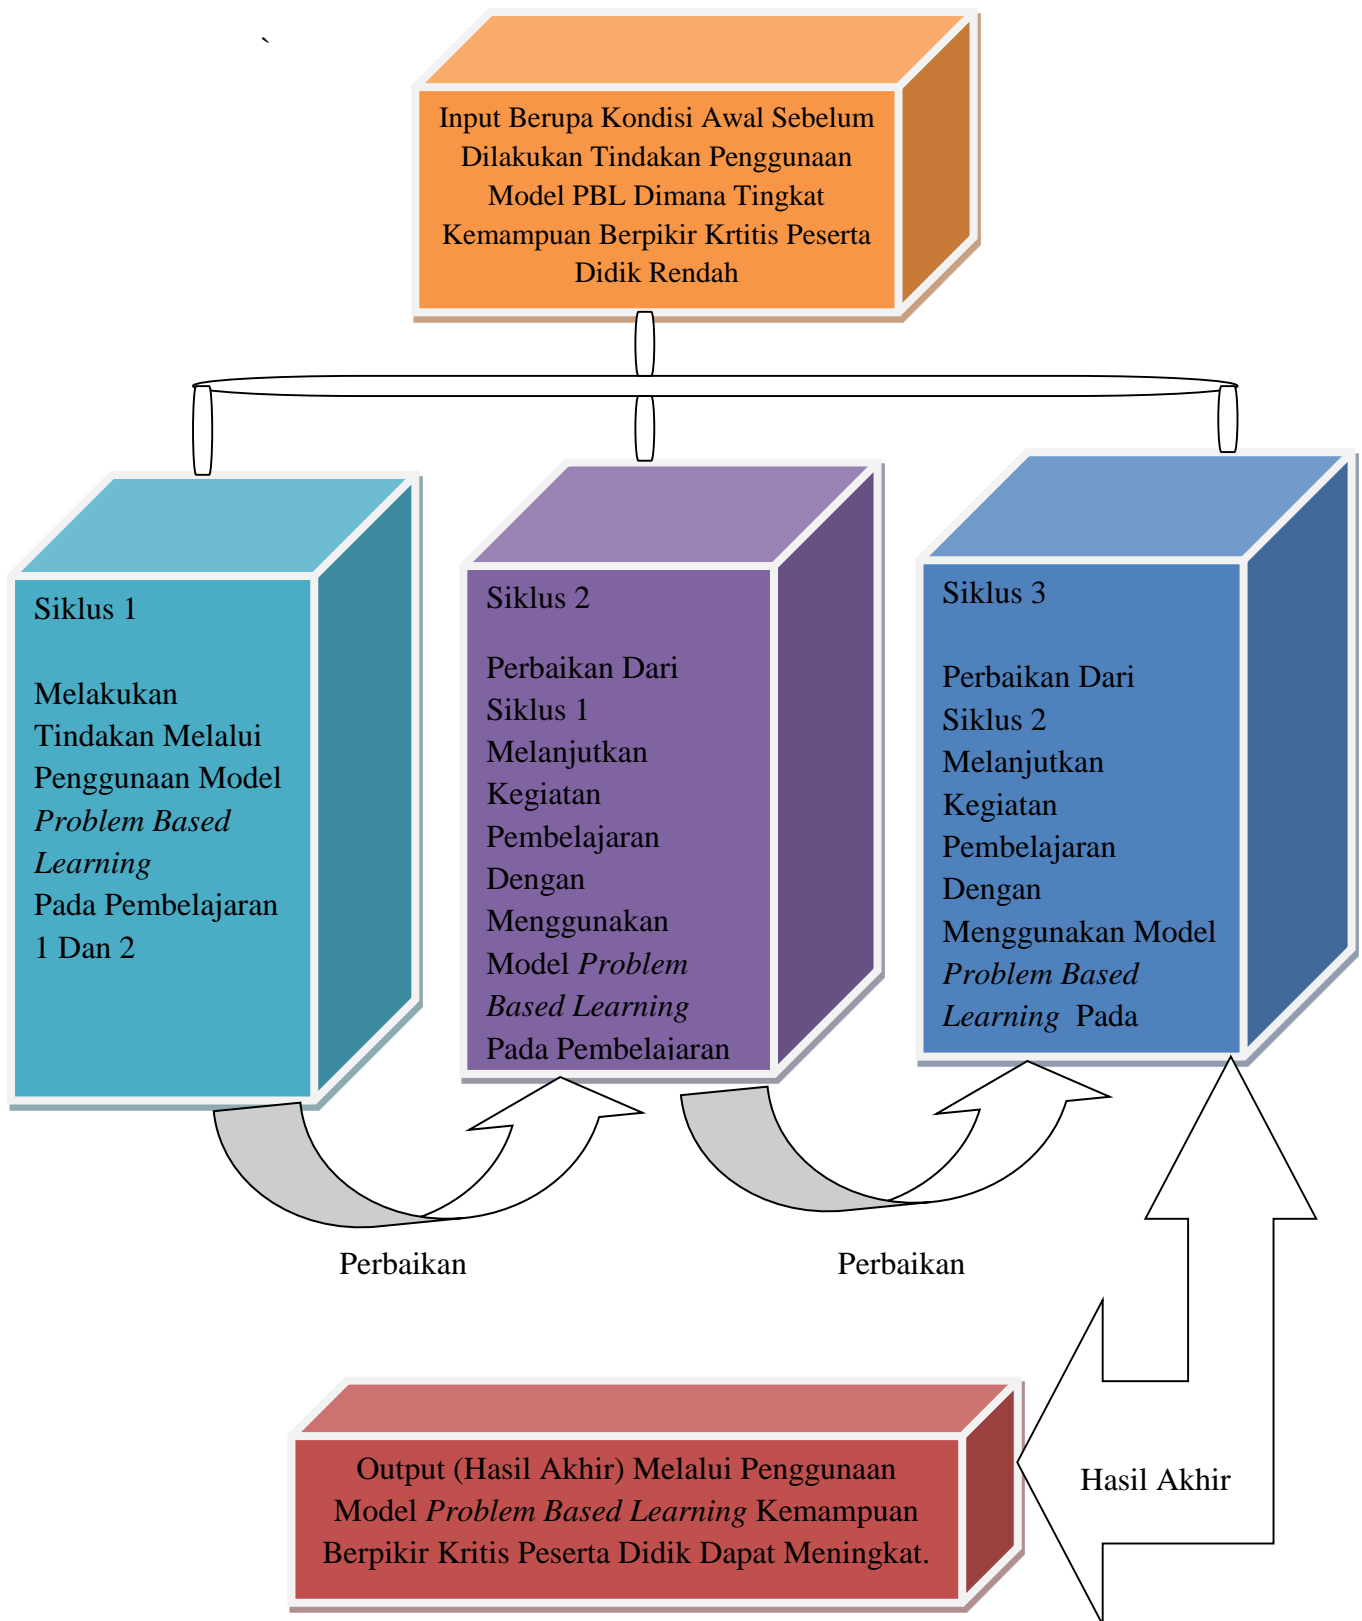 `
Input Berupa Kondisi Awal Sebelum
Dilakukan Tindakan Penggunaan
Model PBL Dimana Tingkat
Kemampuan Berpikir Krtitis Peserta
Didik Rendah
Siklus 1
Melakukan
Tindakan Melalui
Penggunaan Model
Problem Based
Learning
Pada Pembelajaran
1 Dan 2
Siklus 2
Perbaikan Dari
Siklus 1
Melanjutkan
Kegiatan
Pembelajaran
Dengan
Menggunakan
Model Problem
Based Learning
Pada Pembelajaran
Siklus 3
Perbaikan Dari
Siklus 2
Melanjutkan
Kegiatan
Pembelajaran
Dengan
Menggunakan Model
Problem Based
Learning Pada
Perbaikan
Perbaikan
Output (Hasil Akhir) Melalui Penggunaan
Model Problem Based Learning Kemampuan
Berpikir Kritis Peserta Didik Dapat Meningkat.
Hasil Akhir